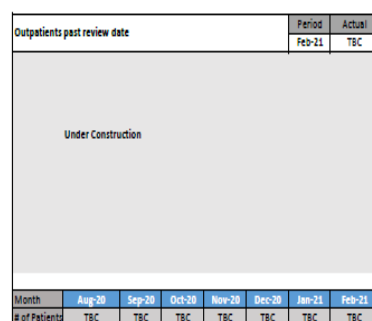 Outpatients past review date Period Actual
Feb-21 TBC
Under Construction
Month Aug-20 Sep-20 Oct-20 Nov-20 Dec-20 Jan-21 Feb-21
# of Patients TBC TBC TBC TBC TBC TBC TBC